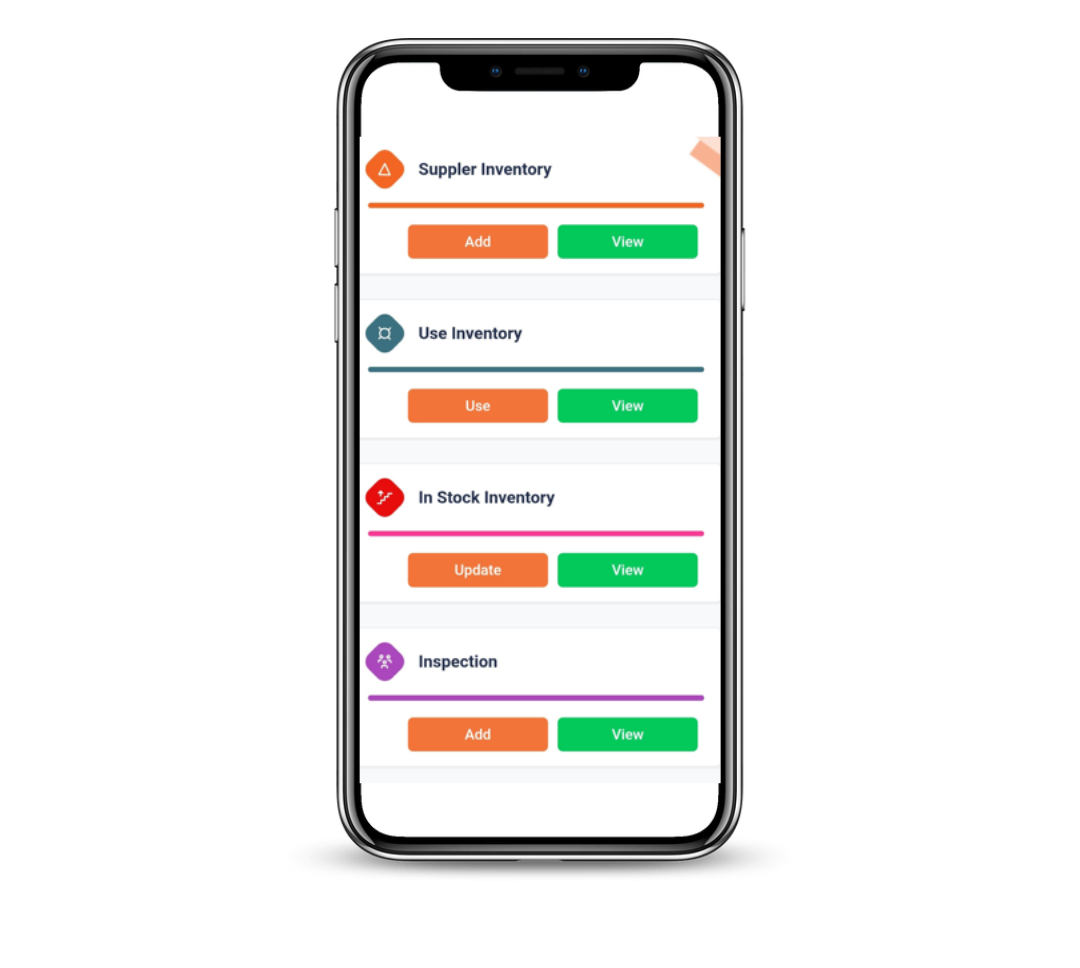 Suppler Inventory
Add View
Use Inventory
Use View
In Stock Inventory
Update View
Inspection
Add View